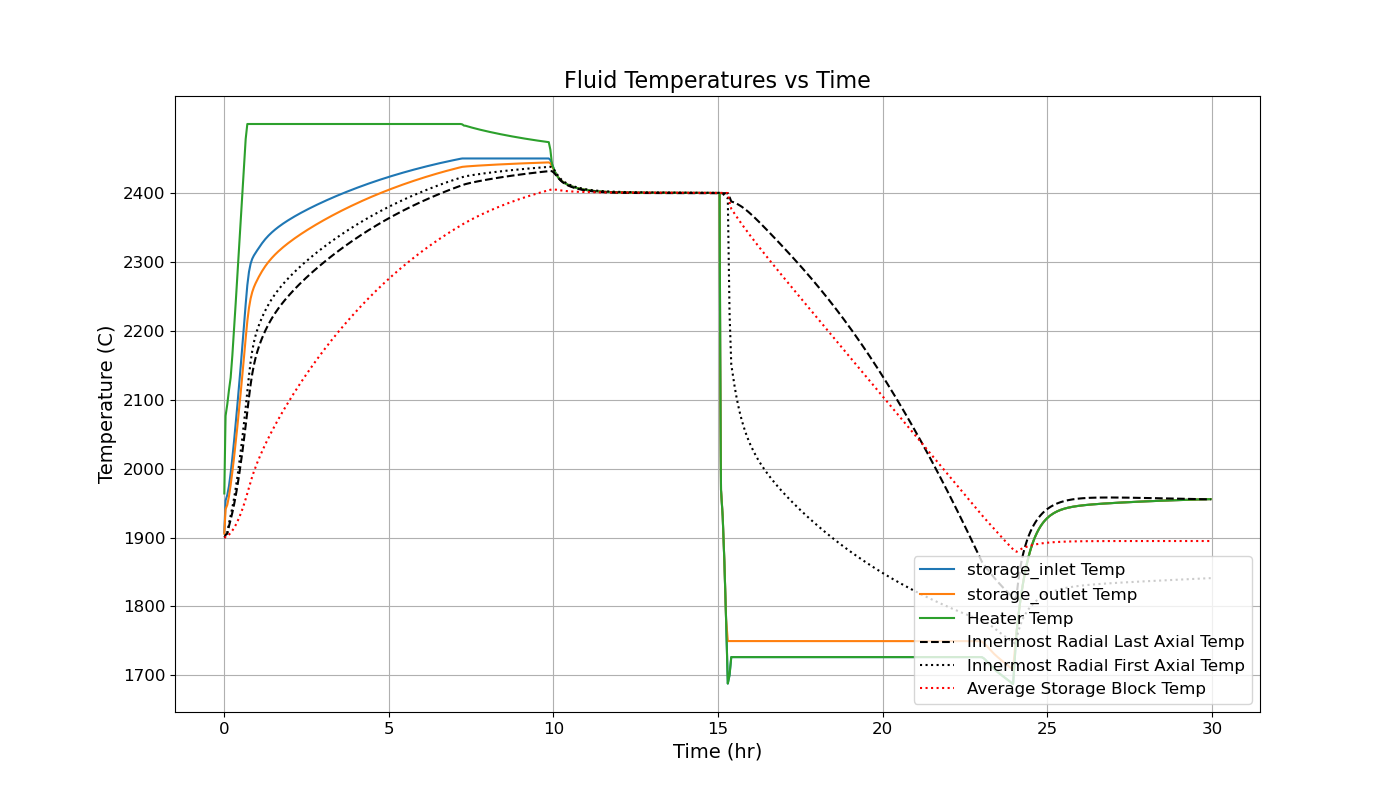 Fluid Temperatures vs Time
Temperature (C)
2400
2300
2200
2100
2000
1900
1800
1700
0
5
10
15
20
25
30
Time (hr)
storage_inlet Temp
storage_outlet Temp
Heater Temp
Innermost Radial Last Axial Temp
Innermost Radial First Axial Temp
Average Storage Block Temp